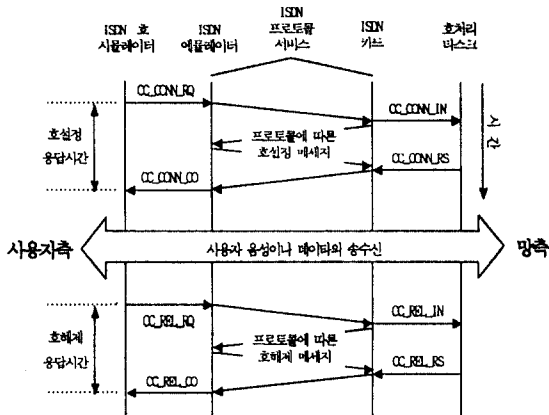 ISDN 호
시뮬레이터
ISDN
에뮬레이터
ISDN
프로토콜
서비스
ISDN
카드
호처리
타스크
CC_CONN_RQ
CC_CONN_IN
호설정
응답시간
프로토콜에 따른
호설정 메세지
시간
CC_CONN_CO
CC_CONN_RS
사용자측
사용자 음성이나 데이타의 송수신
망측
CC_REL_RQ
CC_REL_IN
호해제
응답시간
프로토콜에 따른
호해제 메세지
CC_REL_CO
CC_REL_RS